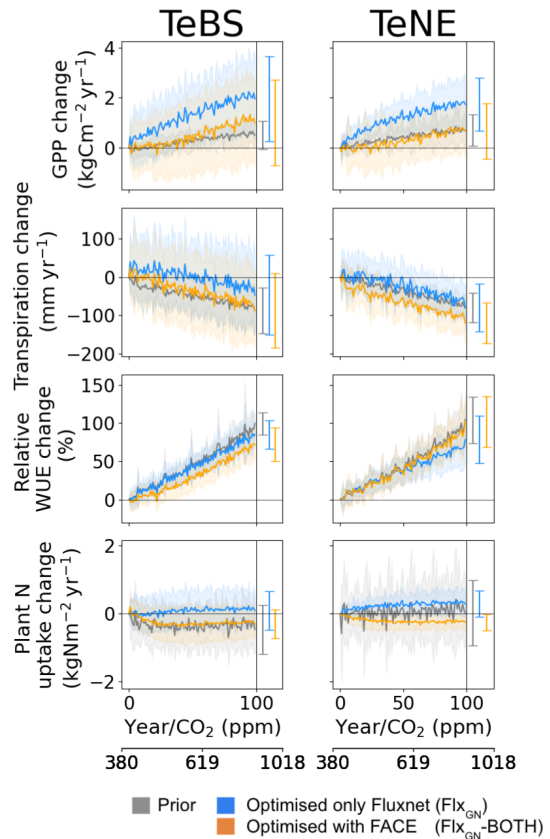 TeBS TeNE
GPP change
(kgCm⁻² yr⁻¹)
4
2
0
Transpiration change
(mm yr⁻¹)
100
0
−100
−200
Relative
WUE change
(%)
150
100
50
0
Plant N
uptake change
(kgNm⁻² yr⁻¹)
2
0
−2
0 100 0 50 100
Year/CO₂ (ppm) Year/CO₂ (ppm)
380 619 1018 380 619 1018
Prior Optimised only Fluxnet (Flx_GN)
Optimised with FACE (Flx_GN-BOTH)